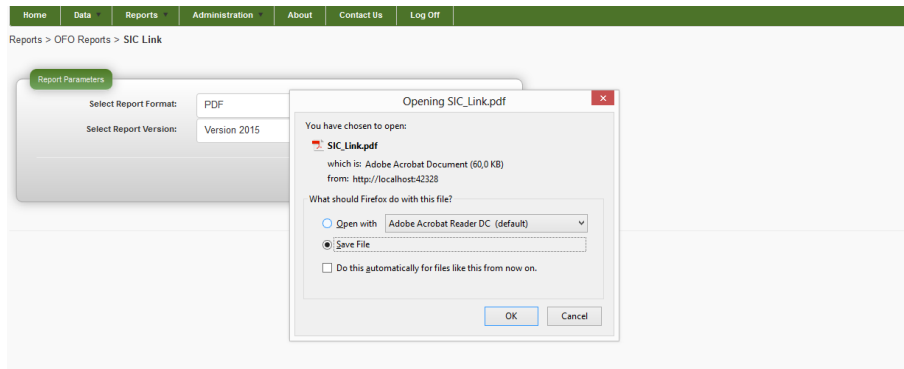 Home Data Reports Administration About Contact Us Log Off
Reports > OFO Reports > SIC Link
Report Parameters
Select Report Format: PDF
Select Report Version: Version 2015
Opening SIC_Link.pdf
You have chosen to open:
SIC_Link.pdf
which is: Adobe Acrobat Document (60,0 KB)
from: http://localhost:42328
What should Firefox do with this file?
Open with Adobe Acrobat Reader DC (default)
Save File
Do this automatically for files like this from now on.
OK Cancel